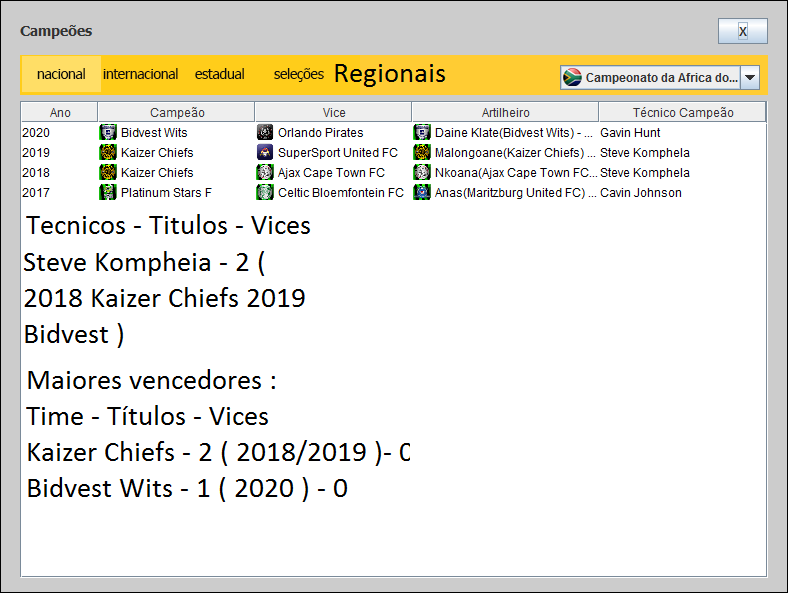 Campeões X
nacional internacional estadual seleções Regionais Campeonato da Africa do...
Ano Campeão Vice Artilheiro Técnico Campeão
2020 Bidvest Wits Orlando Pirates Daine Klate(Bidvest Wits) - ... Gavin Hunt
2019 Kaizer Chiefs SuperSport United FC Malongoane(Kaizer Chiefs) ... Steve Komphela
2018 Kaizer Chiefs Ajax Cape Town FC Nkoana(Ajax Cape Town FC... Steve Komphela
2017 Platinum Stars F Celtic Bloemfontein FC Anas(Maritzburg United FC) ... Cavin Johnson
Tecnicos - Titulos - Vices
Steve Kompheia - 2 (
2018 Kaizer Chiefs 2019
Bidvest )
Maiores vencedores :
Time - Títulos - Vices
Kaizer Chiefs - 2 ( 2018/2019 )- 0
Bidvest Wits - 1 ( 2020 ) - 0